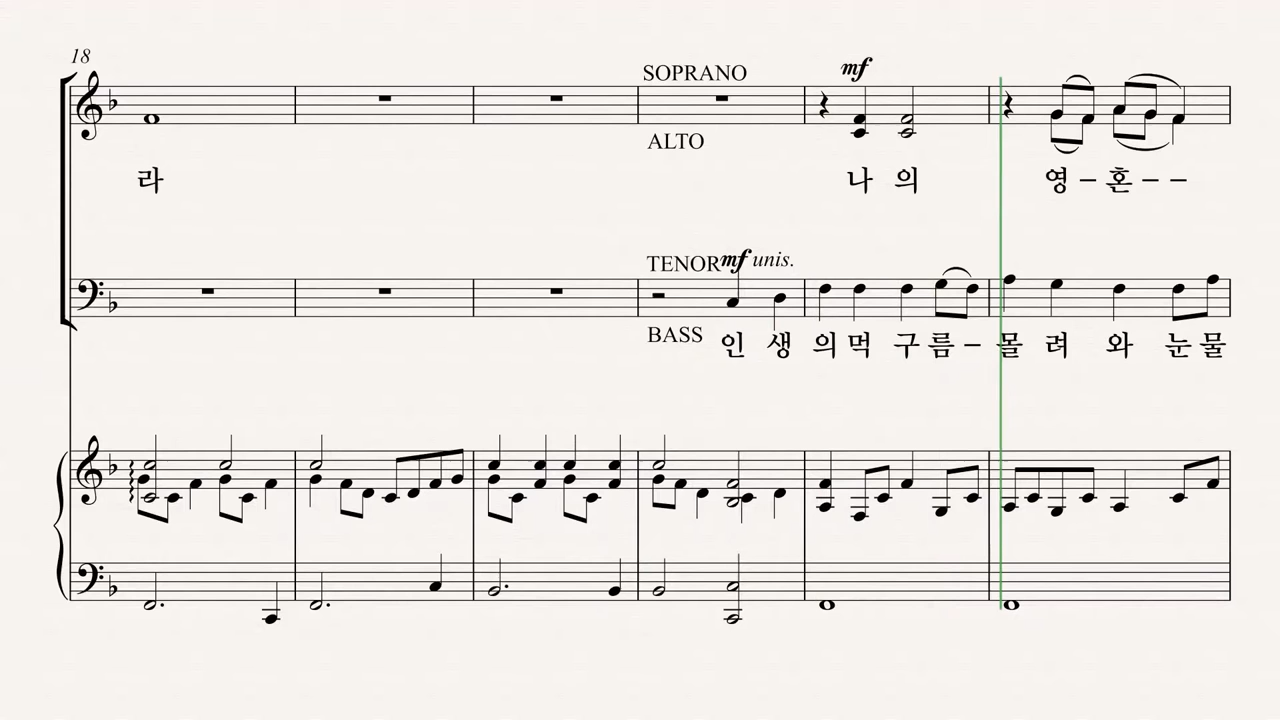 18
SOPRANO
mf
ALTO
라 나 의 영 – 혼 – –
TENOR mf unis.
BASS
인 생 의 먹 구 름 – 몰 려 와 눈 물